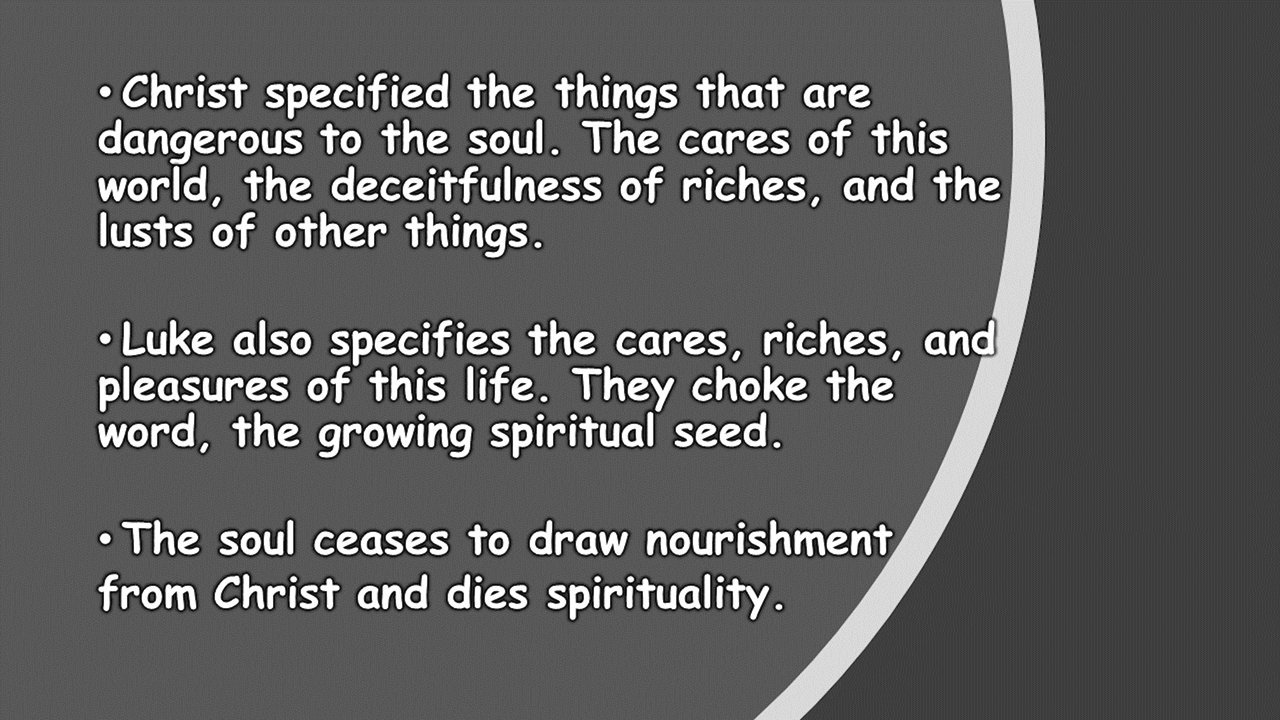 • Christ specified the things that are
dangerous to the soul. The cares of this
world, the deceitfulness of riches, and the
lusts of other things.
• Luke also specifies the cares, riches, and
pleasures of this life. They choke the
word, the growing spiritual seed.
• The soul ceases to draw nourishment
from Christ and dies spirituality.